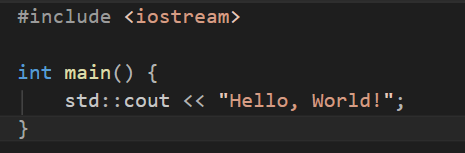 #include <iostream>
int main() {
    std::cout << "Hello, World!";
}